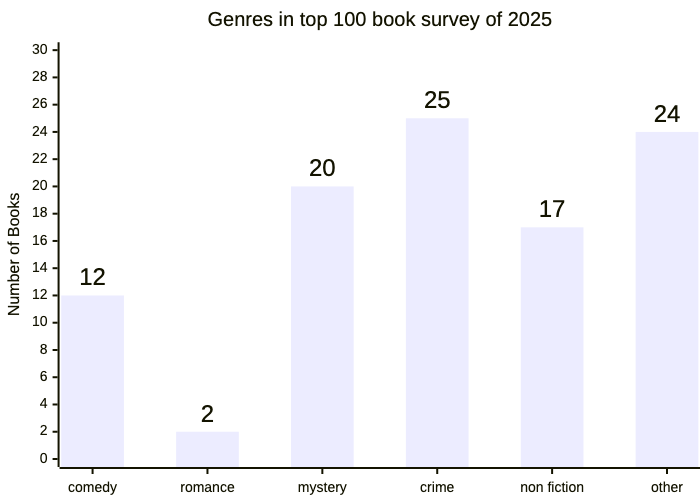 Genres in top 100 book survey of 2025
Number of Books
30
28
26
24
22
20
18
16
14
12
10
8
6
4
2
0
12
2
20
25
17
24
comedy
romance
mystery
crime
non fiction
other